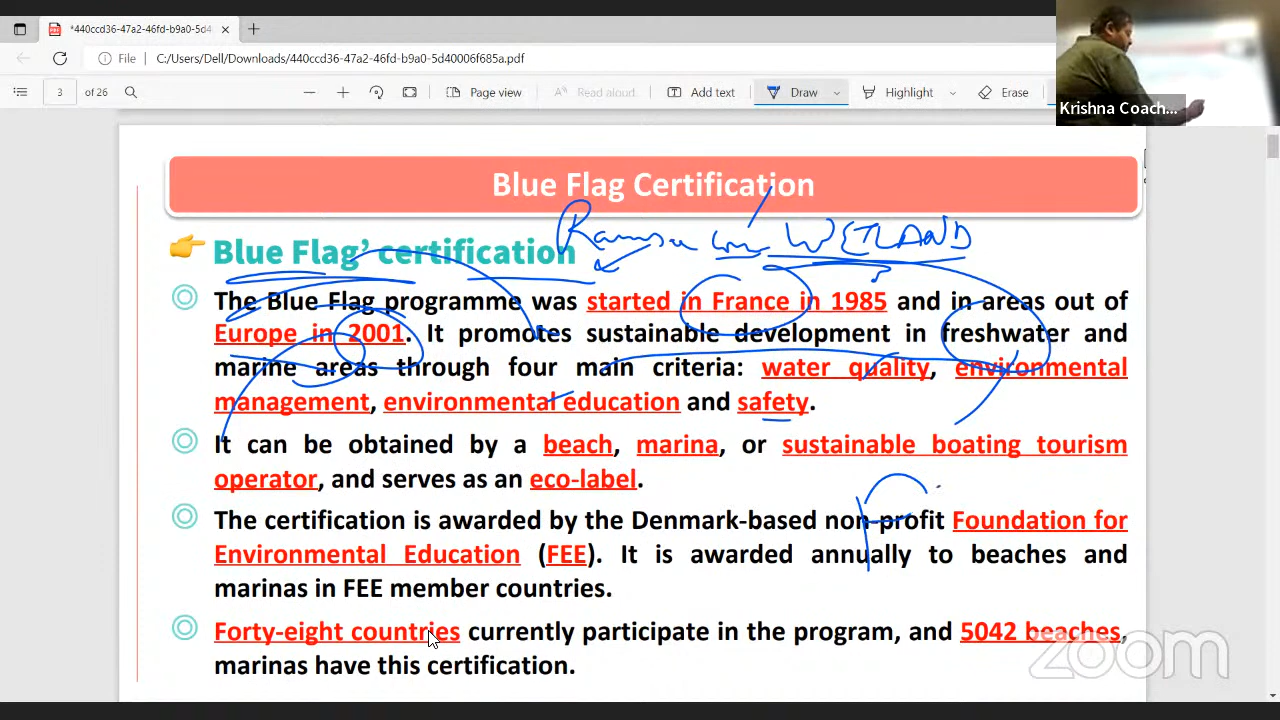 *440ccd36-47a2-46fd-b9a0-5d4
File C:/Users/Dell/Downloads/440ccd36-47a2-46fd-b9a0-5d40006f685a.pdf
3 of 26 Page view Read aloud Add text Draw Highlight Erase
Krishna Coach...
Blue Flag Certification
WETLAND
Blue Flag' certification
The Blue Flag programme was started in France in 1985 and in areas out of
Europe in 2001. It promotes sustainable development in freshwater and
marine areas through four main criteria: water quality, environmental
management, environmental education and safety.
It can be obtained by a beach, marina, or sustainable boating tourism
operator, and serves as an eco-label.
The certification is awarded by the Denmark-based non-profit Foundation for
Environmental Education (FEE). It is awarded annually to beaches and
marinas in FEE member countries.
Forty-eight countries currently participate in the program, and 5042 beaches,
marinas have this certification.
zoom